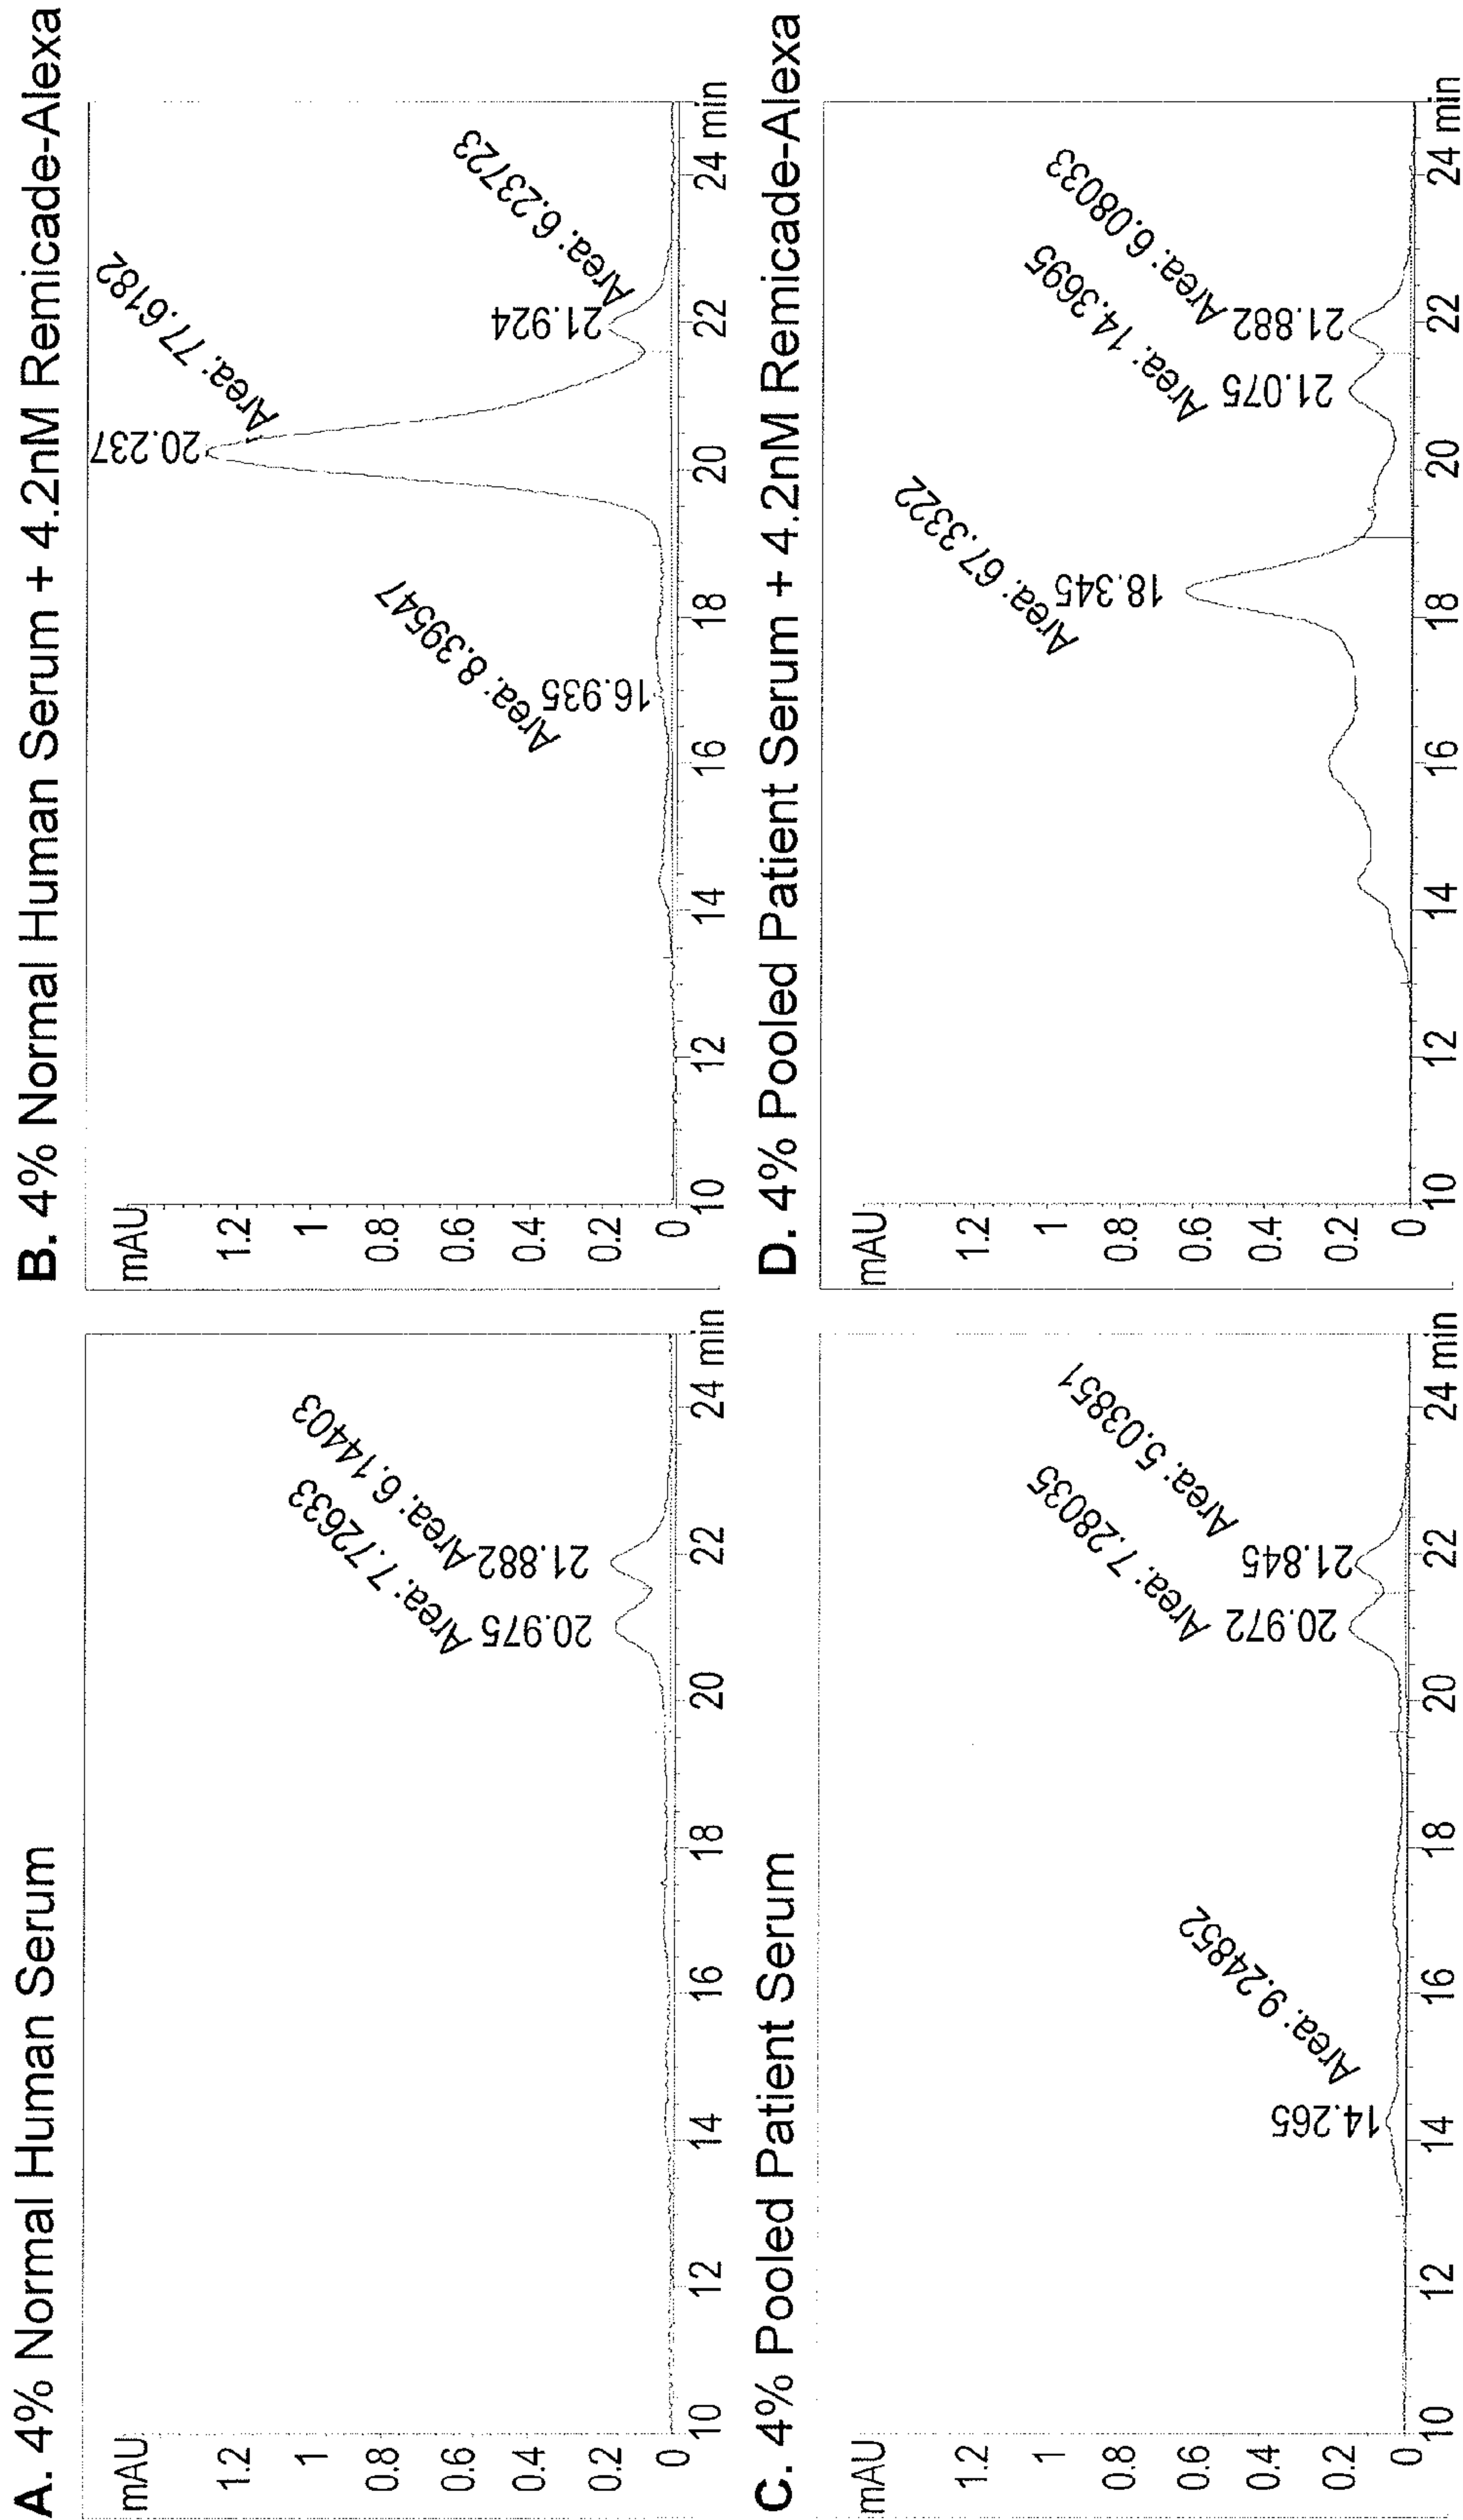 A. 4% Normal Human Serum
mAU
1.2
1
0.8
0.6
0.4
0.2
0
20.975
Area: 7.72633
21.882
Area: 6.14403
10
12
14
16
18
20
22
24 min
B. 4% Normal Human Serum + 4.2nM Remicade-Alexa
mAU
1.2
1
0.8
0.6
0.4
0.2
0
16.935
Area: 8.39547
20.237
Area: 77.6182
21.924
Area: 6.23723
10
12
14
16
18
20
22
24 min
C. 4% Pooled Patient Serum
mAU
1.2
1
0.8
0.6
0.4
0.2
0
14.265
Area: 9.24852
20.972
Area: 7.28035
21.845
Area: 5.03851
10
12
14
16
18
20
22
24 min
D. 4% Pooled Patient Serum + 4.2nM Remicade-Alexa
mAU
1.2
1
0.8
0.6
0.4
0.2
0
18.345
Area: 67.3322
21.075
Area: 14.3695
21.882
Area: 6.08033
10
12
14
16
18
20
22
24 min